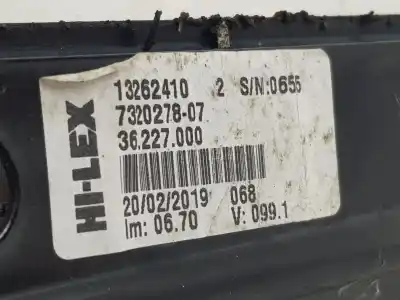 HI-LEX
13262410 2 S/N:0655
7320278-07
36.227.000
20/02/2019 068
Im: 06.70 V: 099.1